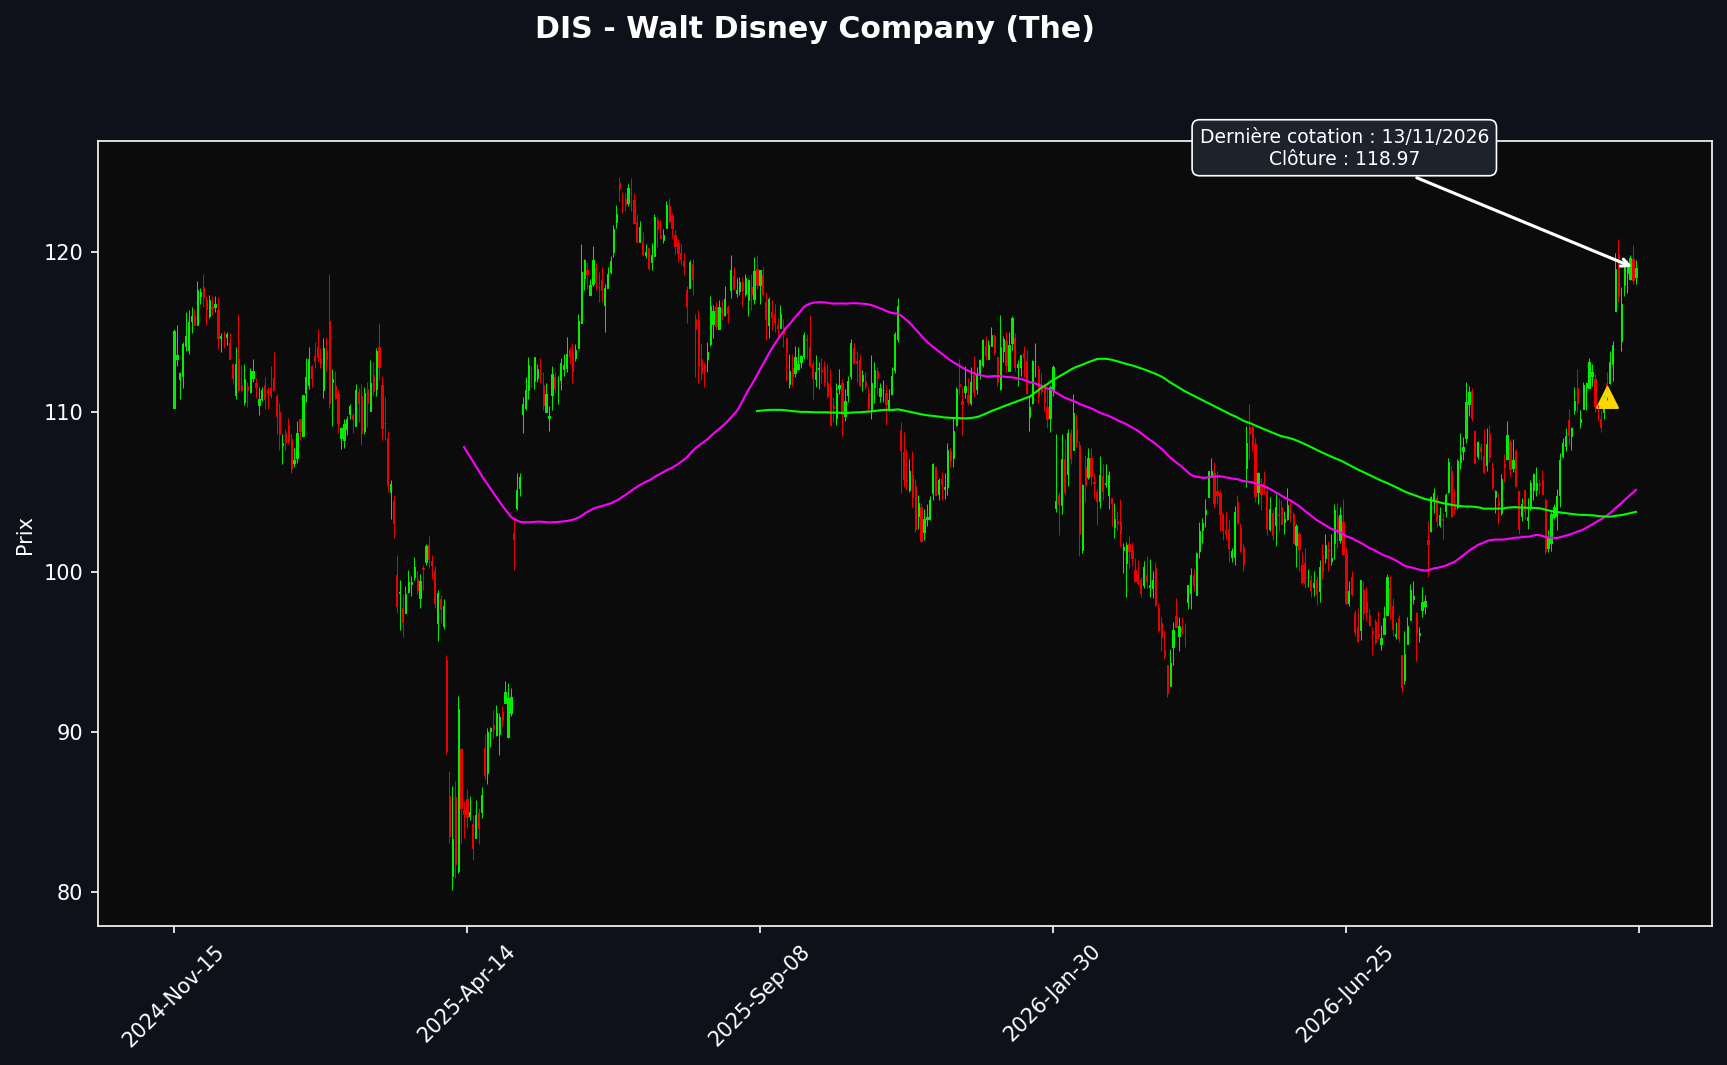 DIS - Walt Disney Company (The)
Dernière cotation : 13/11/2026
Clôture : 118.97
120
110
100
90
80
Prix
2024-Nov-15
2025-Apr-14
2025-Sep-08
2026-Jan-30
2026-Jun-25